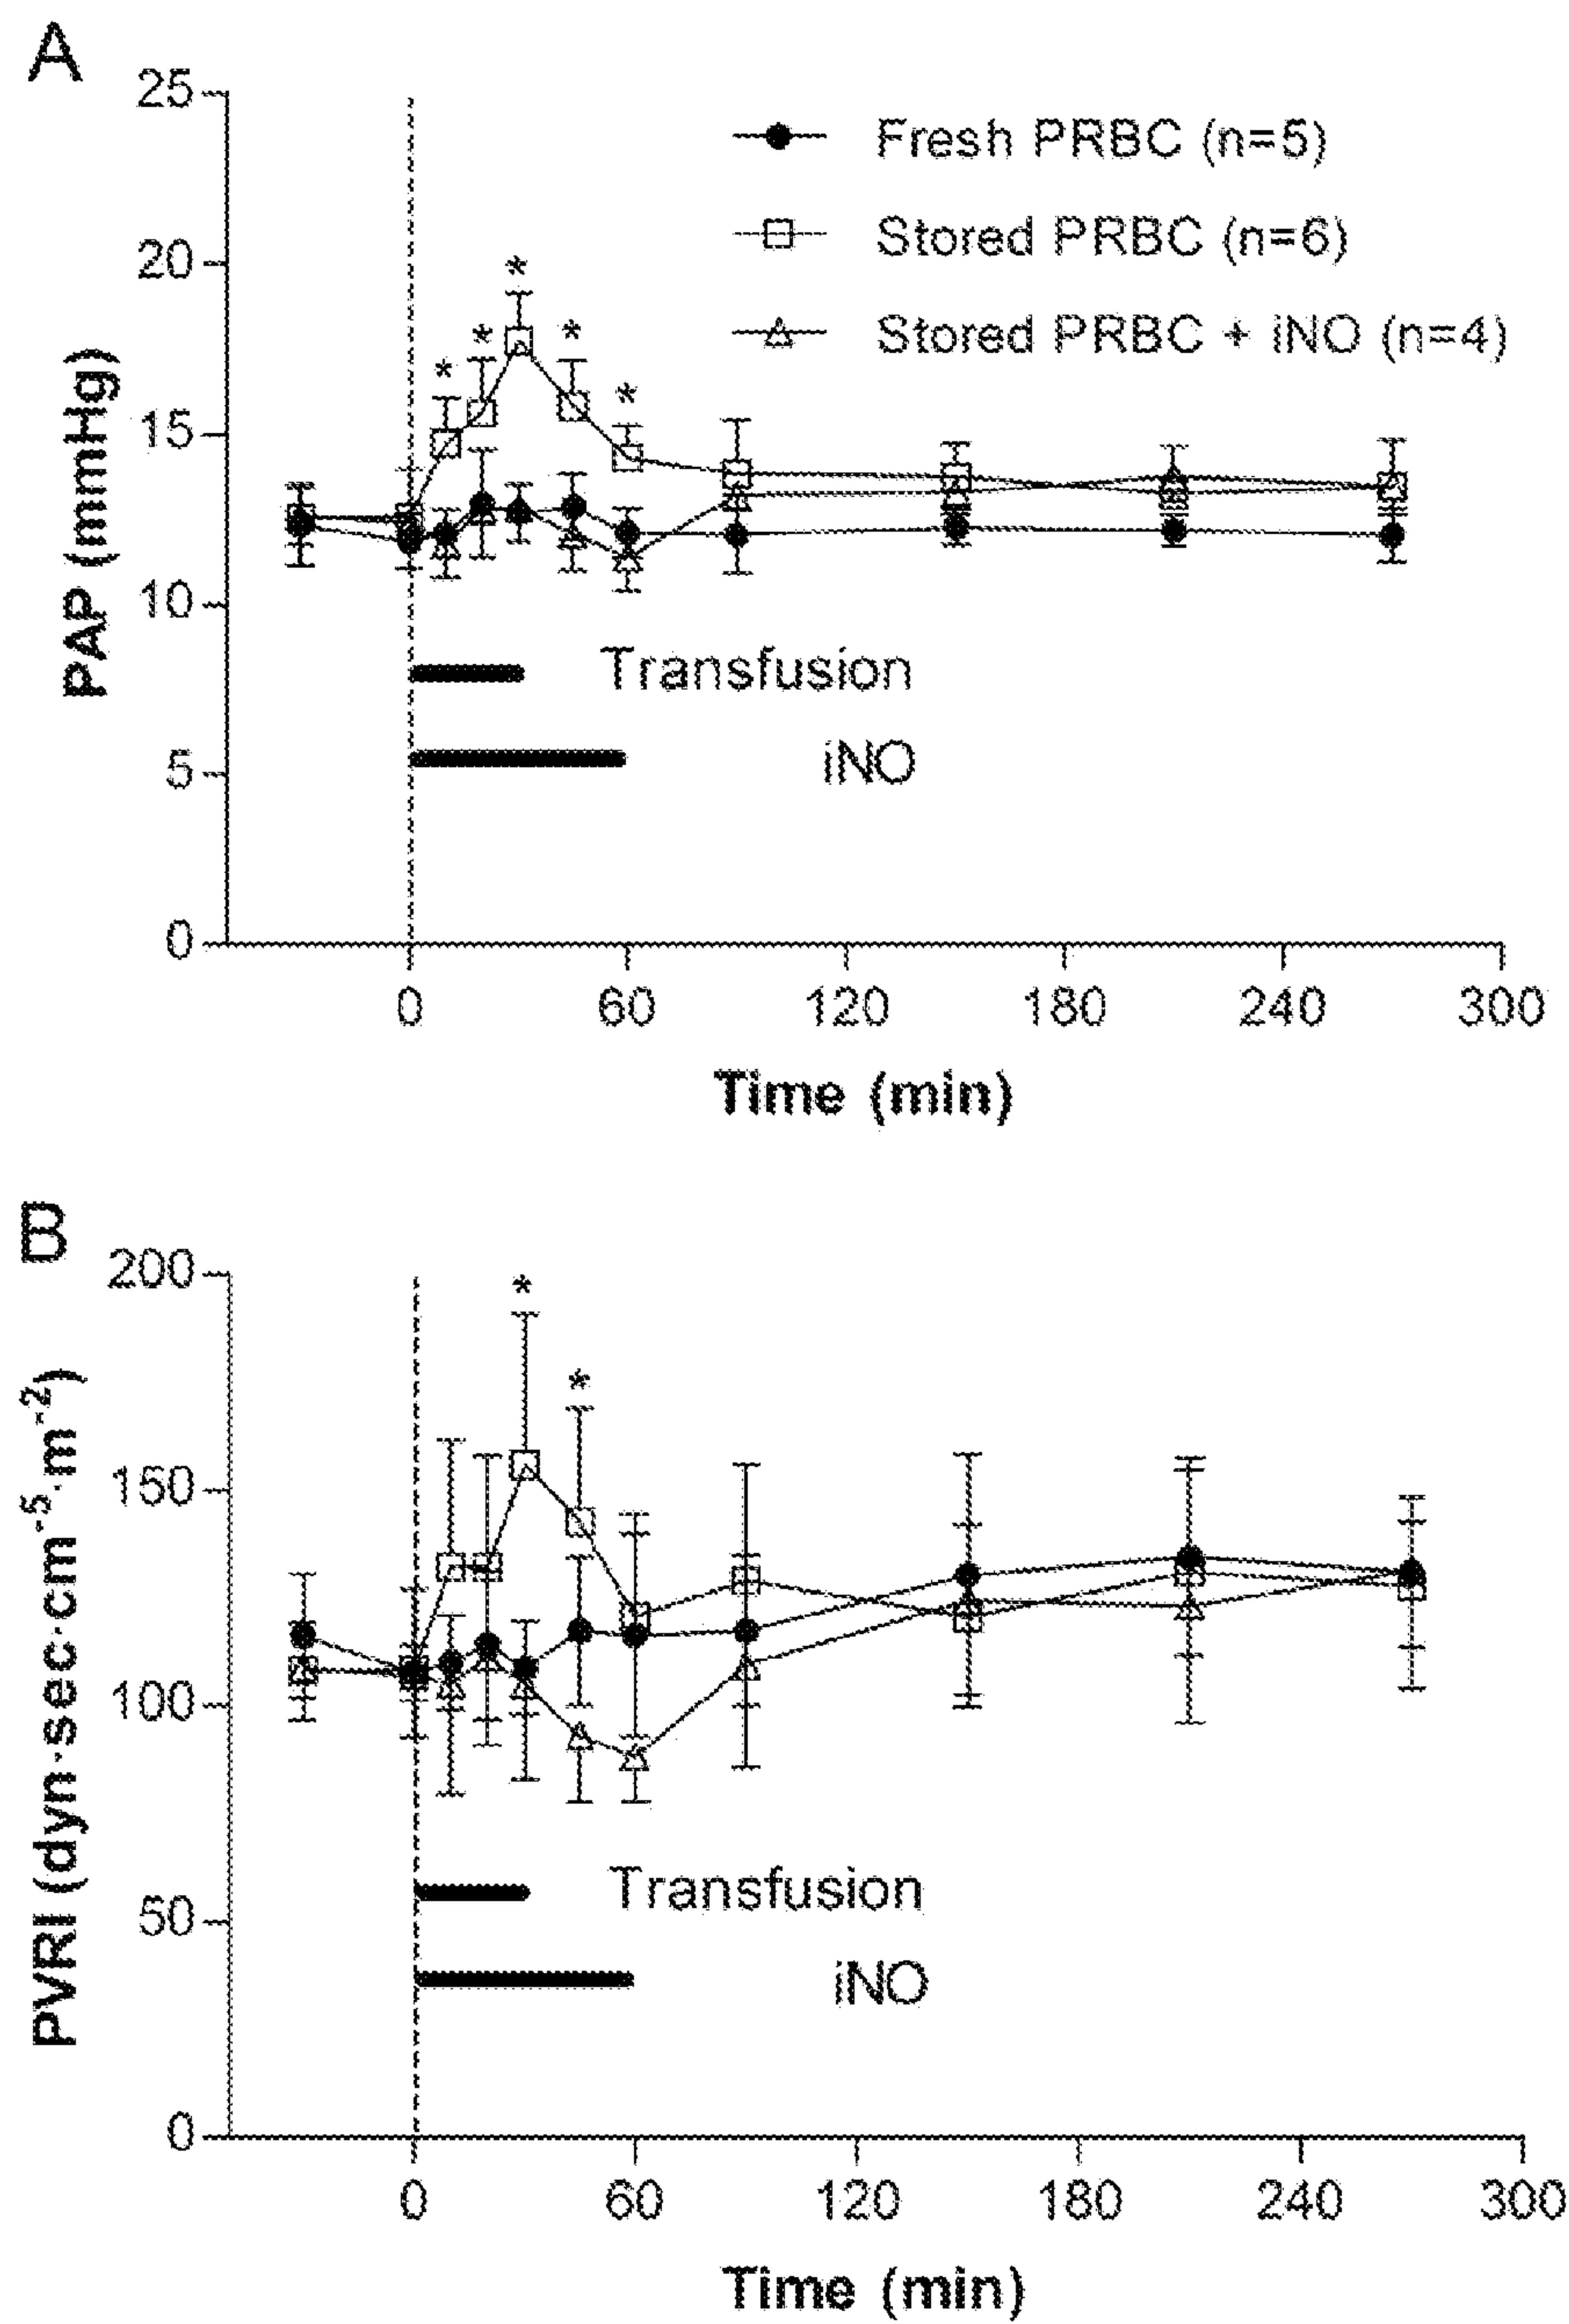 A
25
20
15
10
5
0
PAP (mmHg)
Fresh PRBC (n=5)
Stored PRBC (n=6)
Stored PRBC + iNO (n=4)
*
*
*
*
*
Transfusion
iNO
0 60 120 180 240 300
Time (min)
B
200
150
100
50
0
PVRI (dyn·sec·cm⁻⁵·m⁻²)
*
*
Transfusion
iNO
0 60 120 180 240 300
Time (min)